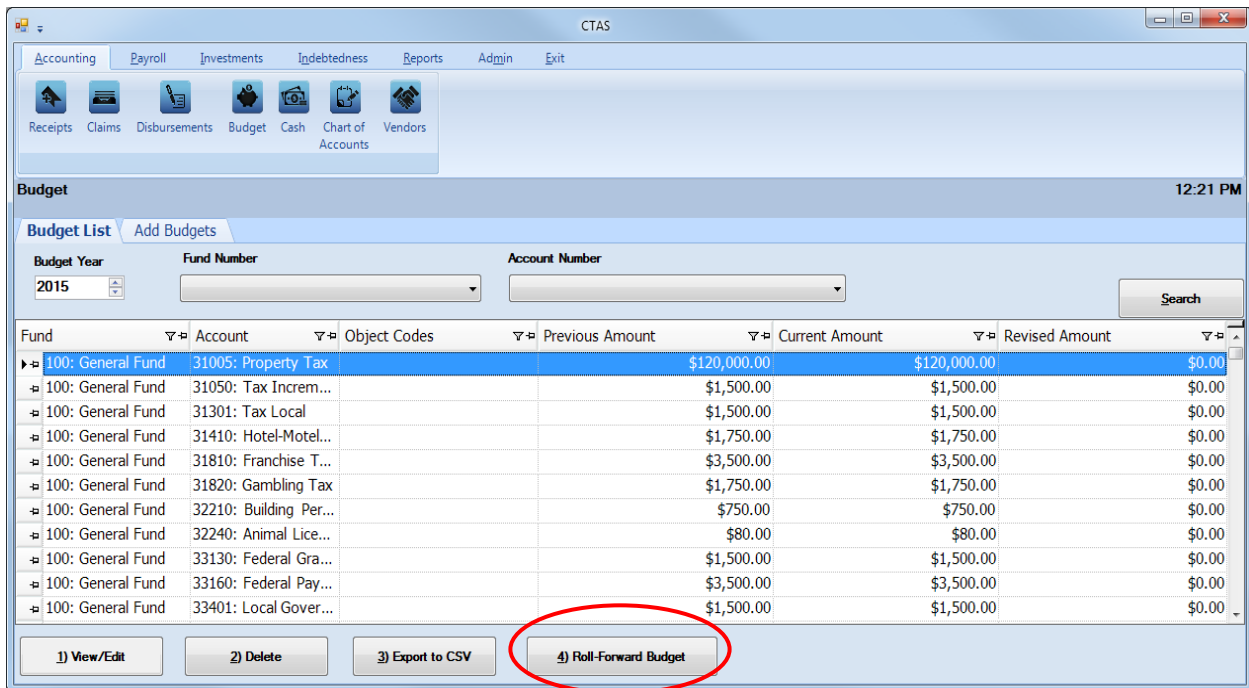 CTAS
Accounting Payroll Investments Indebtedness Reports Admin Exit
Receipts Claims Disbursements Budget Cash Chart of Accounts Vendors
Budget 12:21 PM
Budget List Add Budgets
Budget Year Fund Number Account Number
2015
Search
Fund Account Object Codes Previous Amount Current Amount Revised Amount
100: General Fund 31005: Property Tax $120,000.00 $120,000.00 $0.00
100: General Fund 31050: Tax Increm... $1,500.00 $1,500.00 $0.00
100: General Fund 31301: Tax Local $1,500.00 $1,500.00 $0.00
100: General Fund 31410: Hotel-Motel... $1,750.00 $1,750.00 $0.00
100: General Fund 31810: Franchise T... $3,500.00 $3,500.00 $0.00
100: General Fund 31820: Gambling Tax $1,750.00 $1,750.00 $0.00
100: General Fund 32210: Building Per... $750.00 $750.00 $0.00
100: General Fund 32240: Animal Lice... $80.00 $80.00 $0.00
100: General Fund 33130: Federal Gra... $1,500.00 $1,500.00 $0.00
100: General Fund 33160: Federal Pay... $3,500.00 $3,500.00 $0.00
100: General Fund 33401: Local Gover... $1,500.00 $1,500.00 $0.00
1) View/Edit 2) Delete 3) Export to CSV 4) Roll-Forward Budget